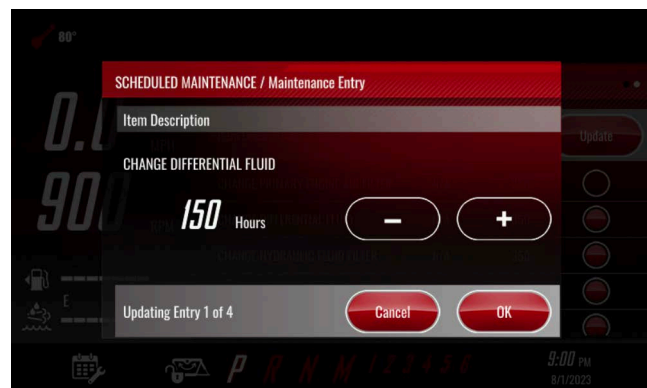 80°
SCHEDULED MAINTENANCE / Maintenance Entry
Item Description
Update
CHANGE DIFFERENTIAL FLUID
900
150 Hours - +
E
Updating Entry 1 of 4 Cancel OK
P R N M 1 2 3 4 5 6
9:00 PM
8/1/2023